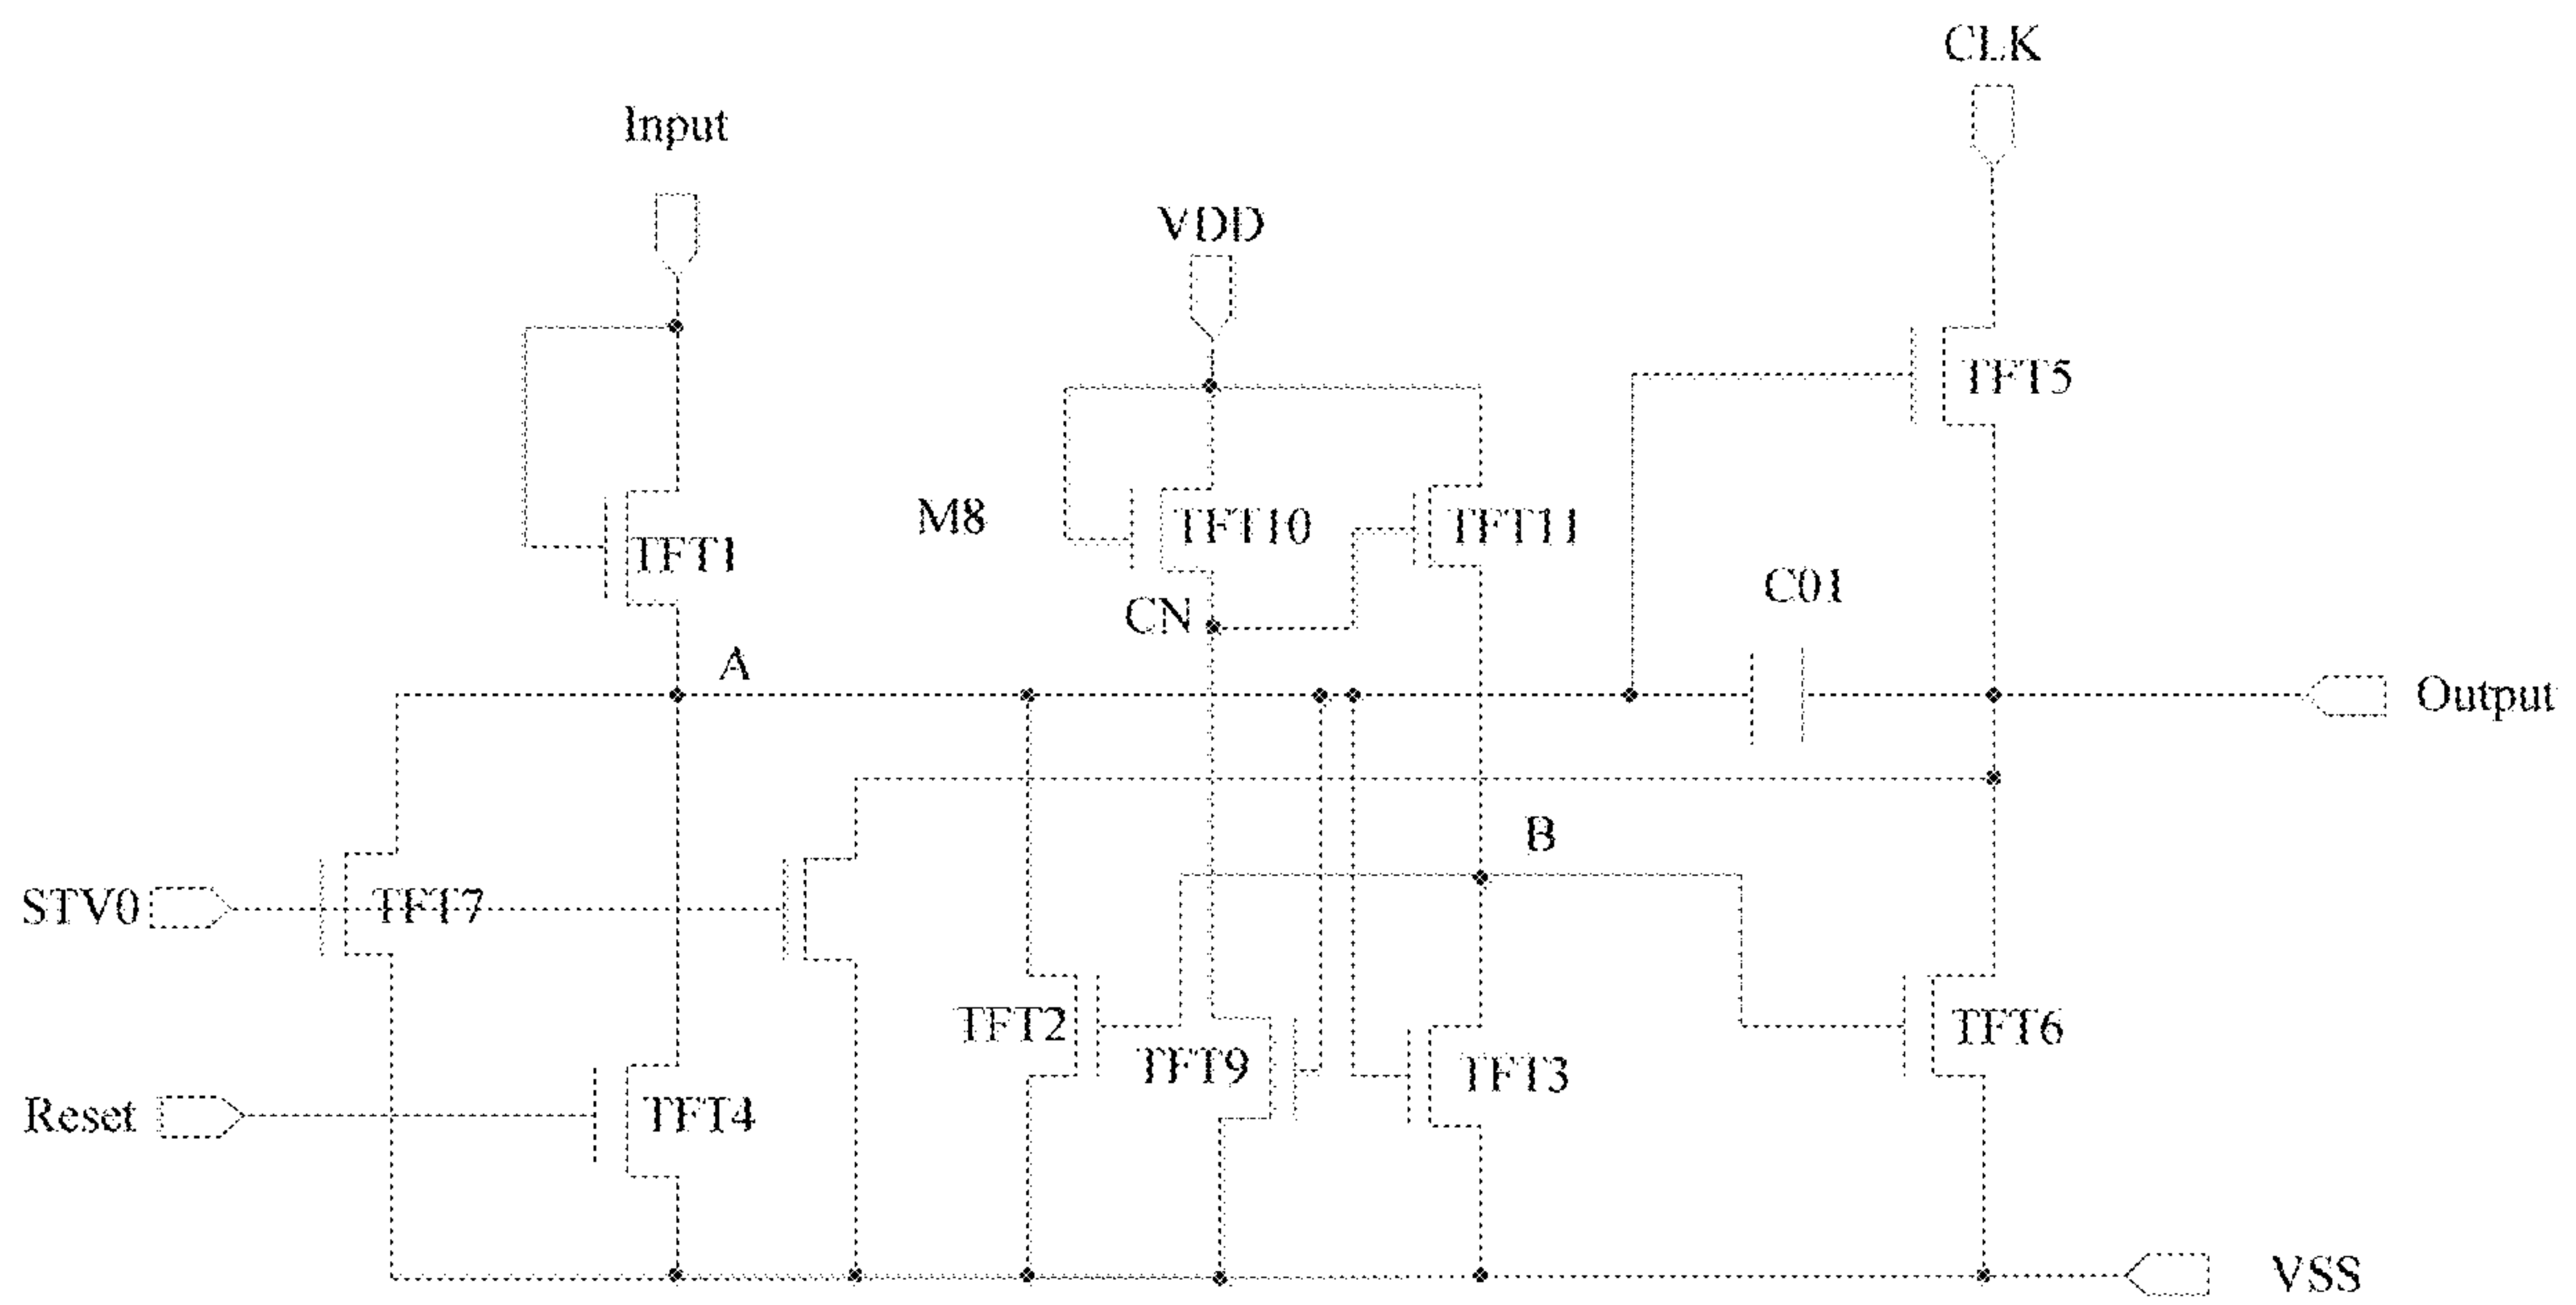 CLK
Input
VDD
TFT5
M8
TFT10
TFT11
TFT1
C01
CN
A
Output
B
STV0
TFT7
TFT2
TFT9
TFT3
TFT6
Reset
TFT4
VSS